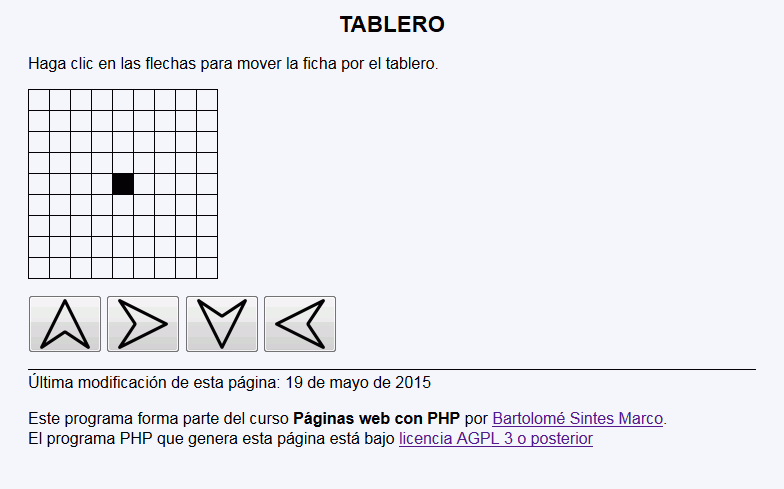 TABLERO
Haga clic en las flechas para mover la ficha por el tablero.
Última modificación de esta página: 19 de mayo de 2015
Este programa forma parte del curso Páginas web con PHP por Bartolomé Sintes Marco.
El programa PHP que genera esta página está bajo licencia AGPL 3 o posterior